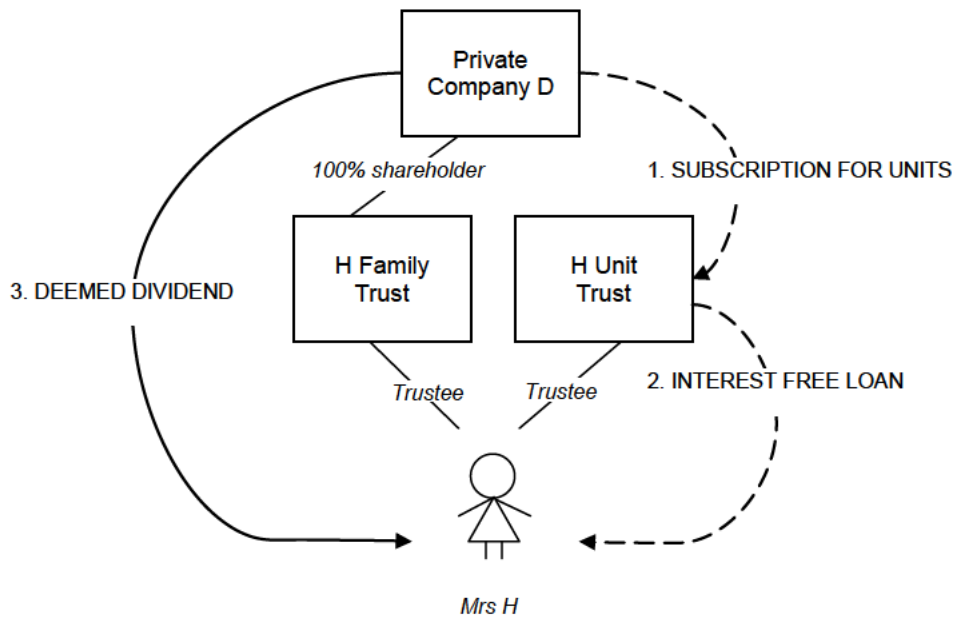 Private
Company D
100% shareholder
1. SUBSCRIPTION FOR UNITS
H Family
Trust
H Unit
Trust
3. DEEMED DIVIDEND
2. INTEREST FREE LOAN
Trustee
Trustee
Mrs H